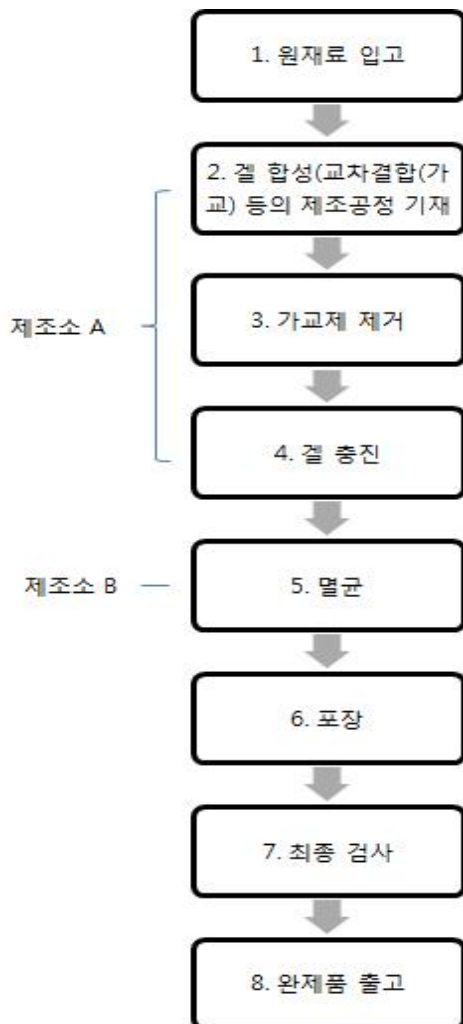 1. 원재료 입고
2. 겔 합성(교차결합(가
교) 등의 제조공정 기재
제조소 A
3. 가교제 제거
4. 겔 충진
제조소 B
5. 멸균
6. 포장
7. 최종 검사
8. 완제품 출고